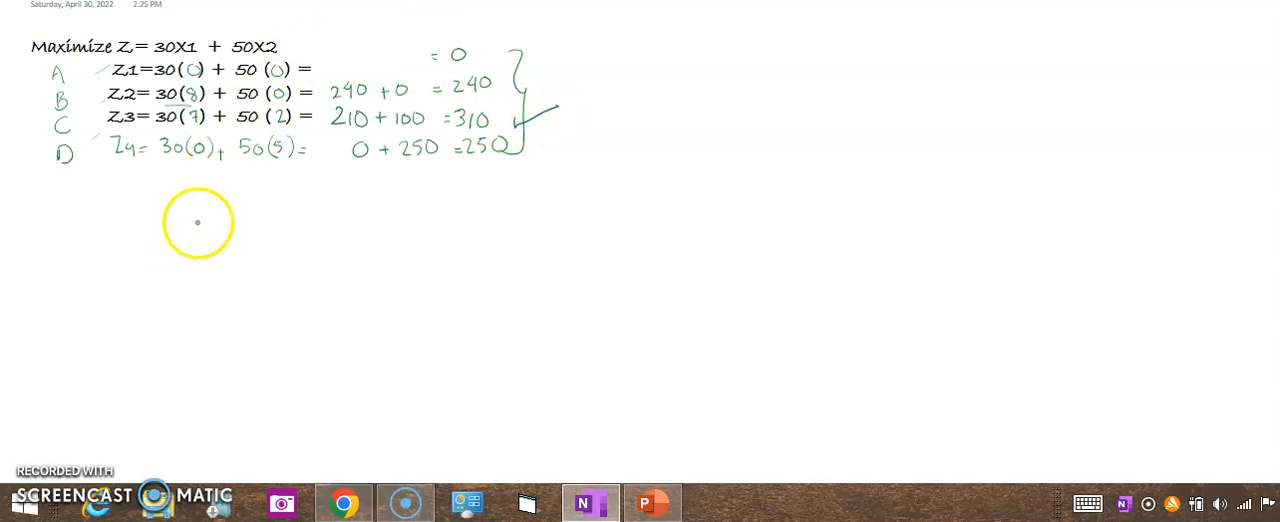 Saturday, April 30, 2022 2:25 PM
Maximize Z= 30X1 + 50X2
A Z1=30(0) + 50 (0) = = 0
B Z2= 30(8) + 50 (0) = 240 + 0 = 240
C Z3= 30(7) + 50 (2) = 210 + 100 = 310
D Z4= 30(0) + 50(5) = 0 + 250 = 250
RECORDED WITH
SCREENCAST MATIC